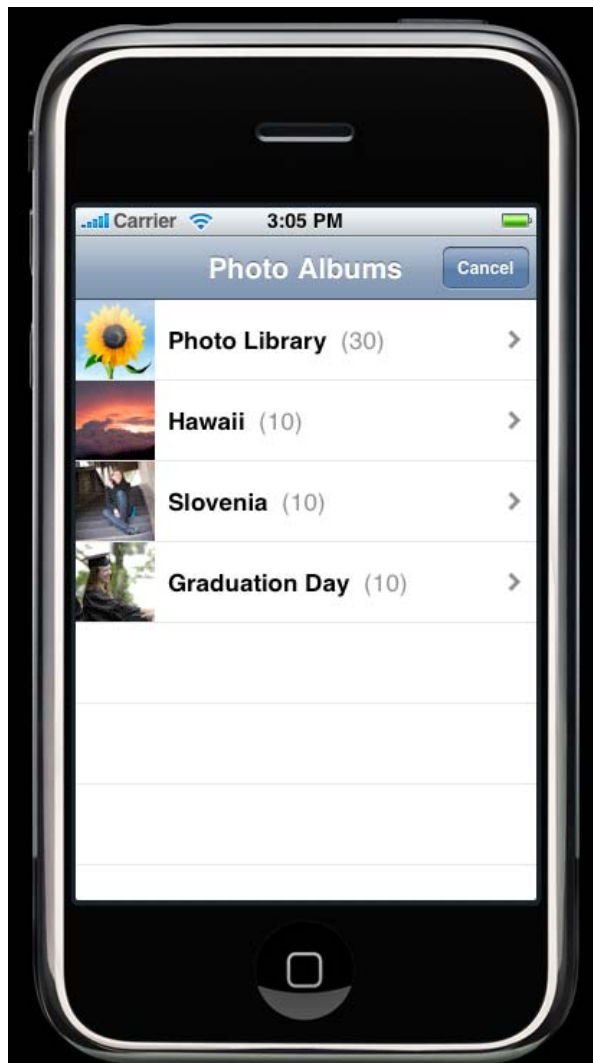 Carrier 3:05 PM
Photo Albums Cancel
Photo Library (30)
Hawaii (10)
Slovenia (10)
Graduation Day (10)